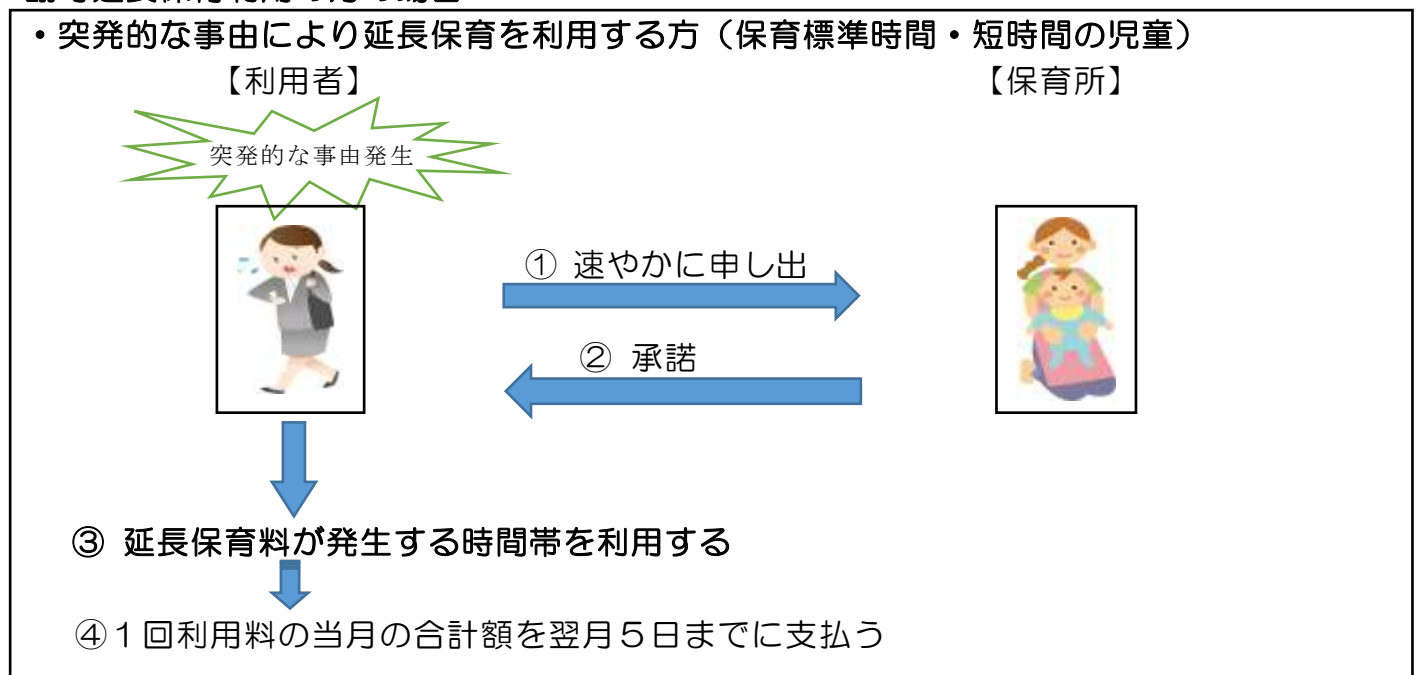 ・突発的な事由により延長保育を利用する方（保育標準時間・短時間の児童）
【利用者】 【保育所】
突発的な事由発生
① 速やかに申し出
② 承諾
③ 延長保育料が発生する時間帯を利用する
④１回利用料の当月の合計額を翌月５日までに支払う